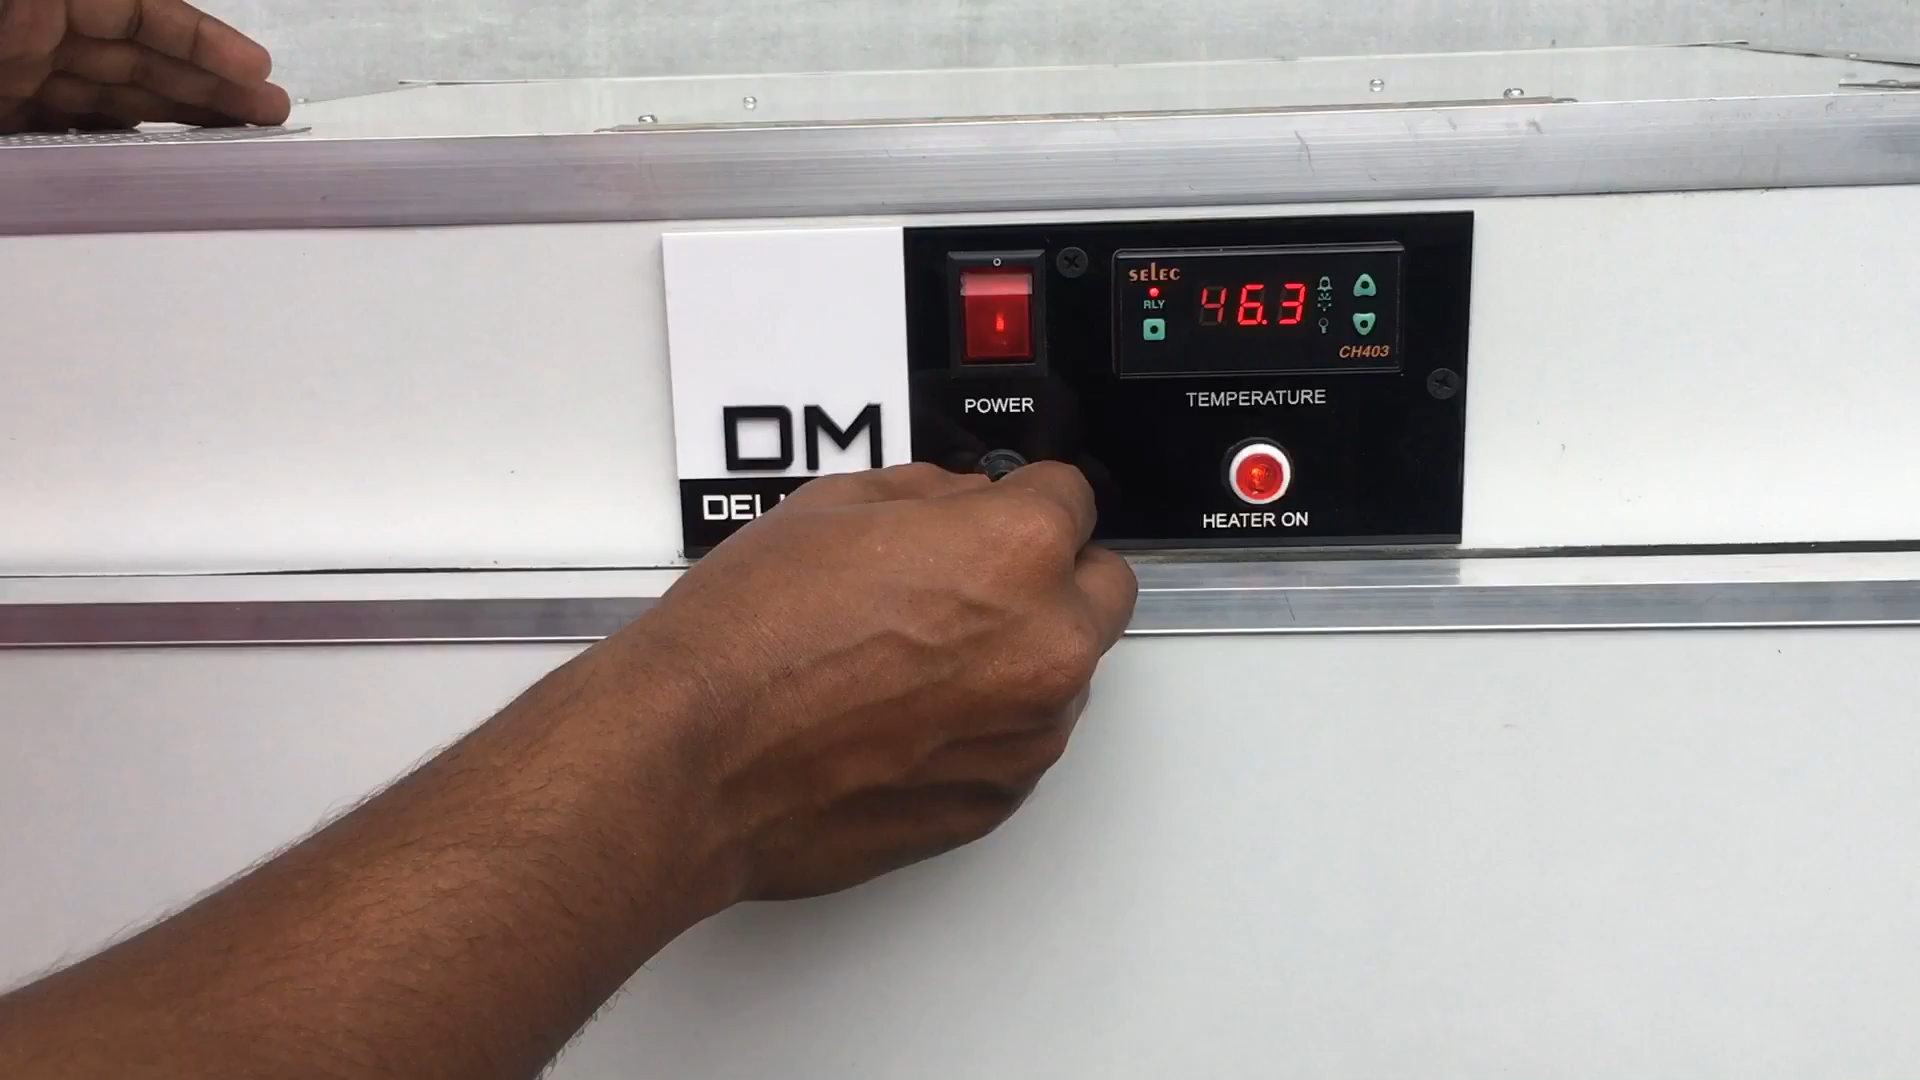 O
selec
RLY
46.3
CH403
POWER
TEMPERATURE
DM
HEATER ON